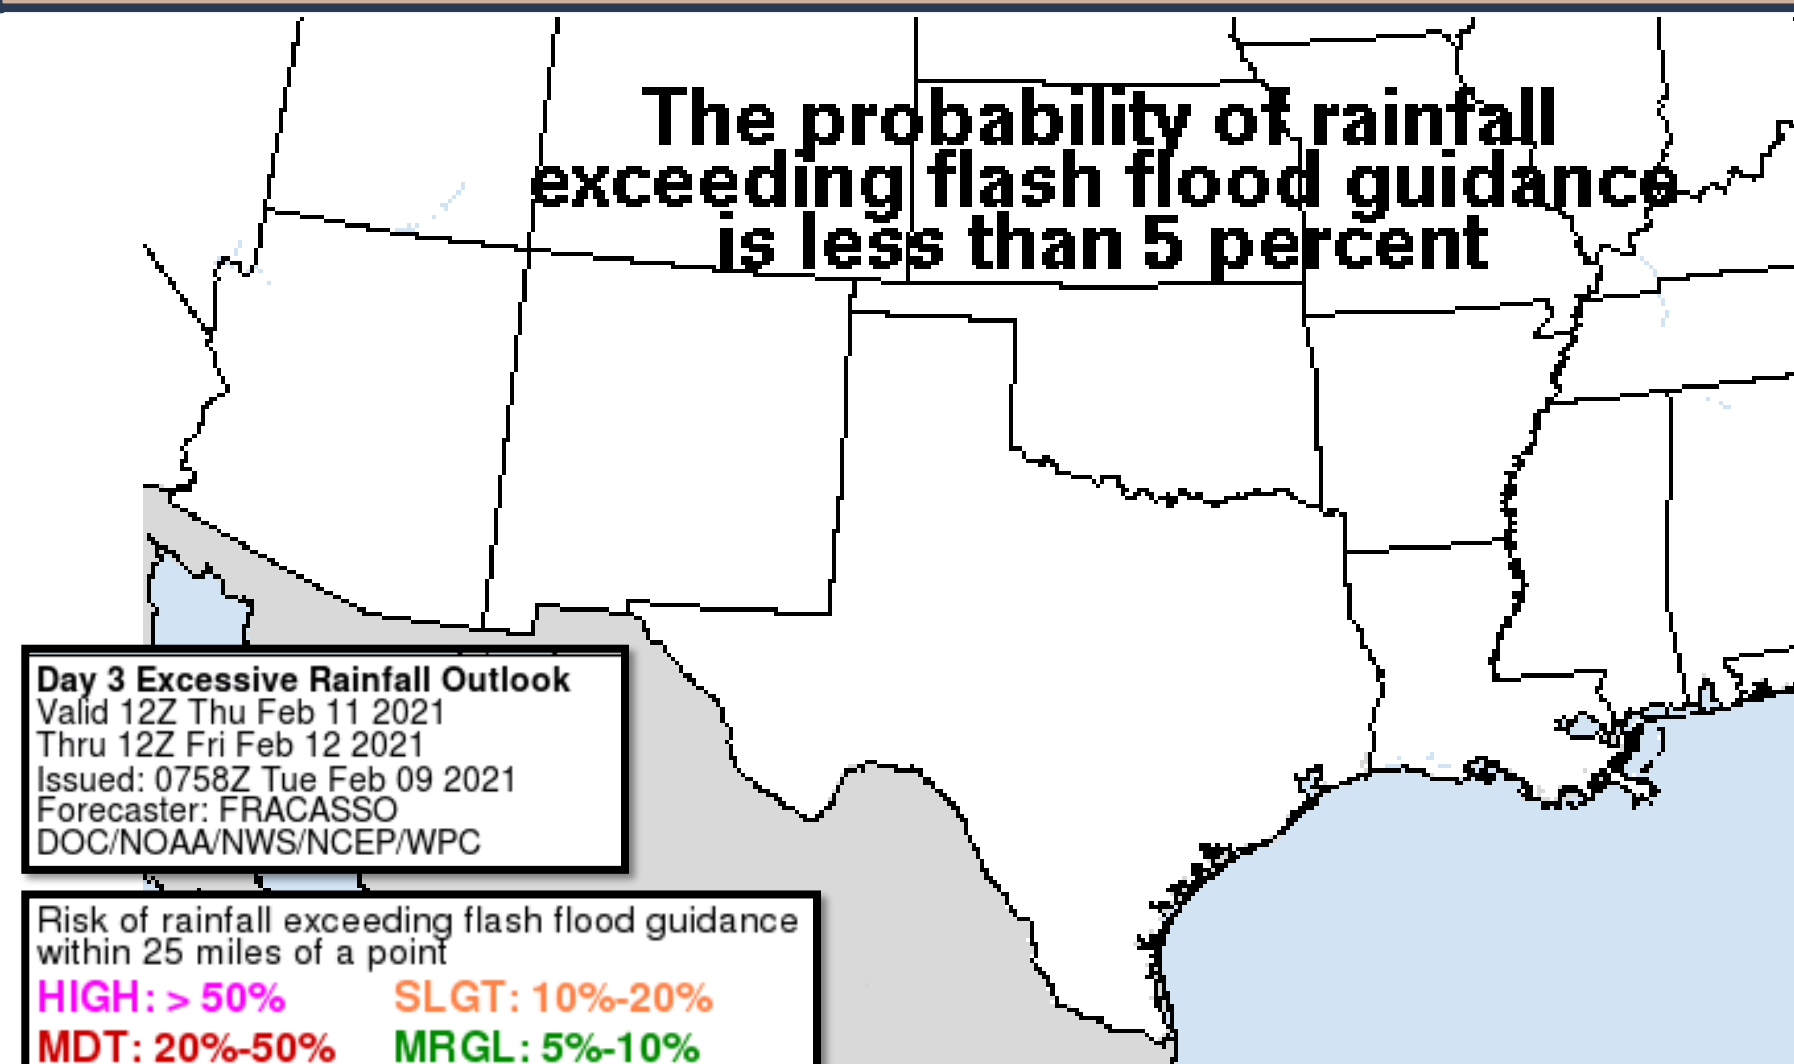 The probability of rainfall
exceeding flash flood guidance
is less than 5 percent
Day 3 Excessive Rainfall Outlook
Valid 12Z Thu Feb 11 2021
Thru 12Z Fri Feb 12 2021
Issued: 0758Z Tue Feb 09 2021
Forecaster: FRACASSO
DOC/NOAA/NWS/NCEP/WPC
Risk of rainfall exceeding flash flood guidance
within 25 miles of a point
HIGH: > 50% SLGT: 10%-20%
MDT: 20%-50% MRGL: 5%-10%